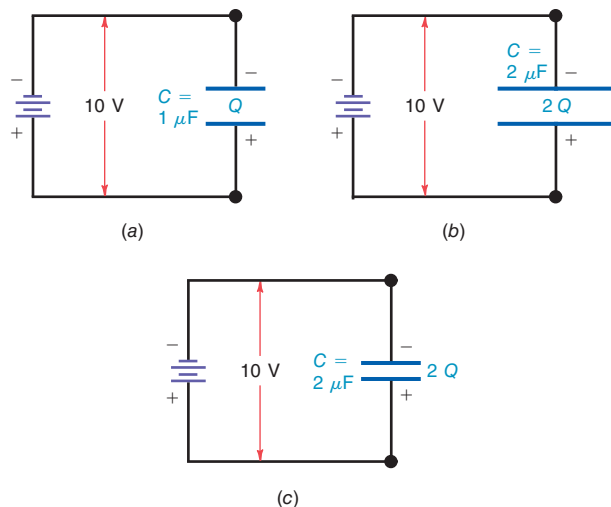 −
+
10 V
C =
1 μF
−
Q
+
(a)
−
+
10 V
C =
2 μF
−
2 Q
+
(b)
−
+
10 V
C =
2 μF
−
2 Q
+
(c)